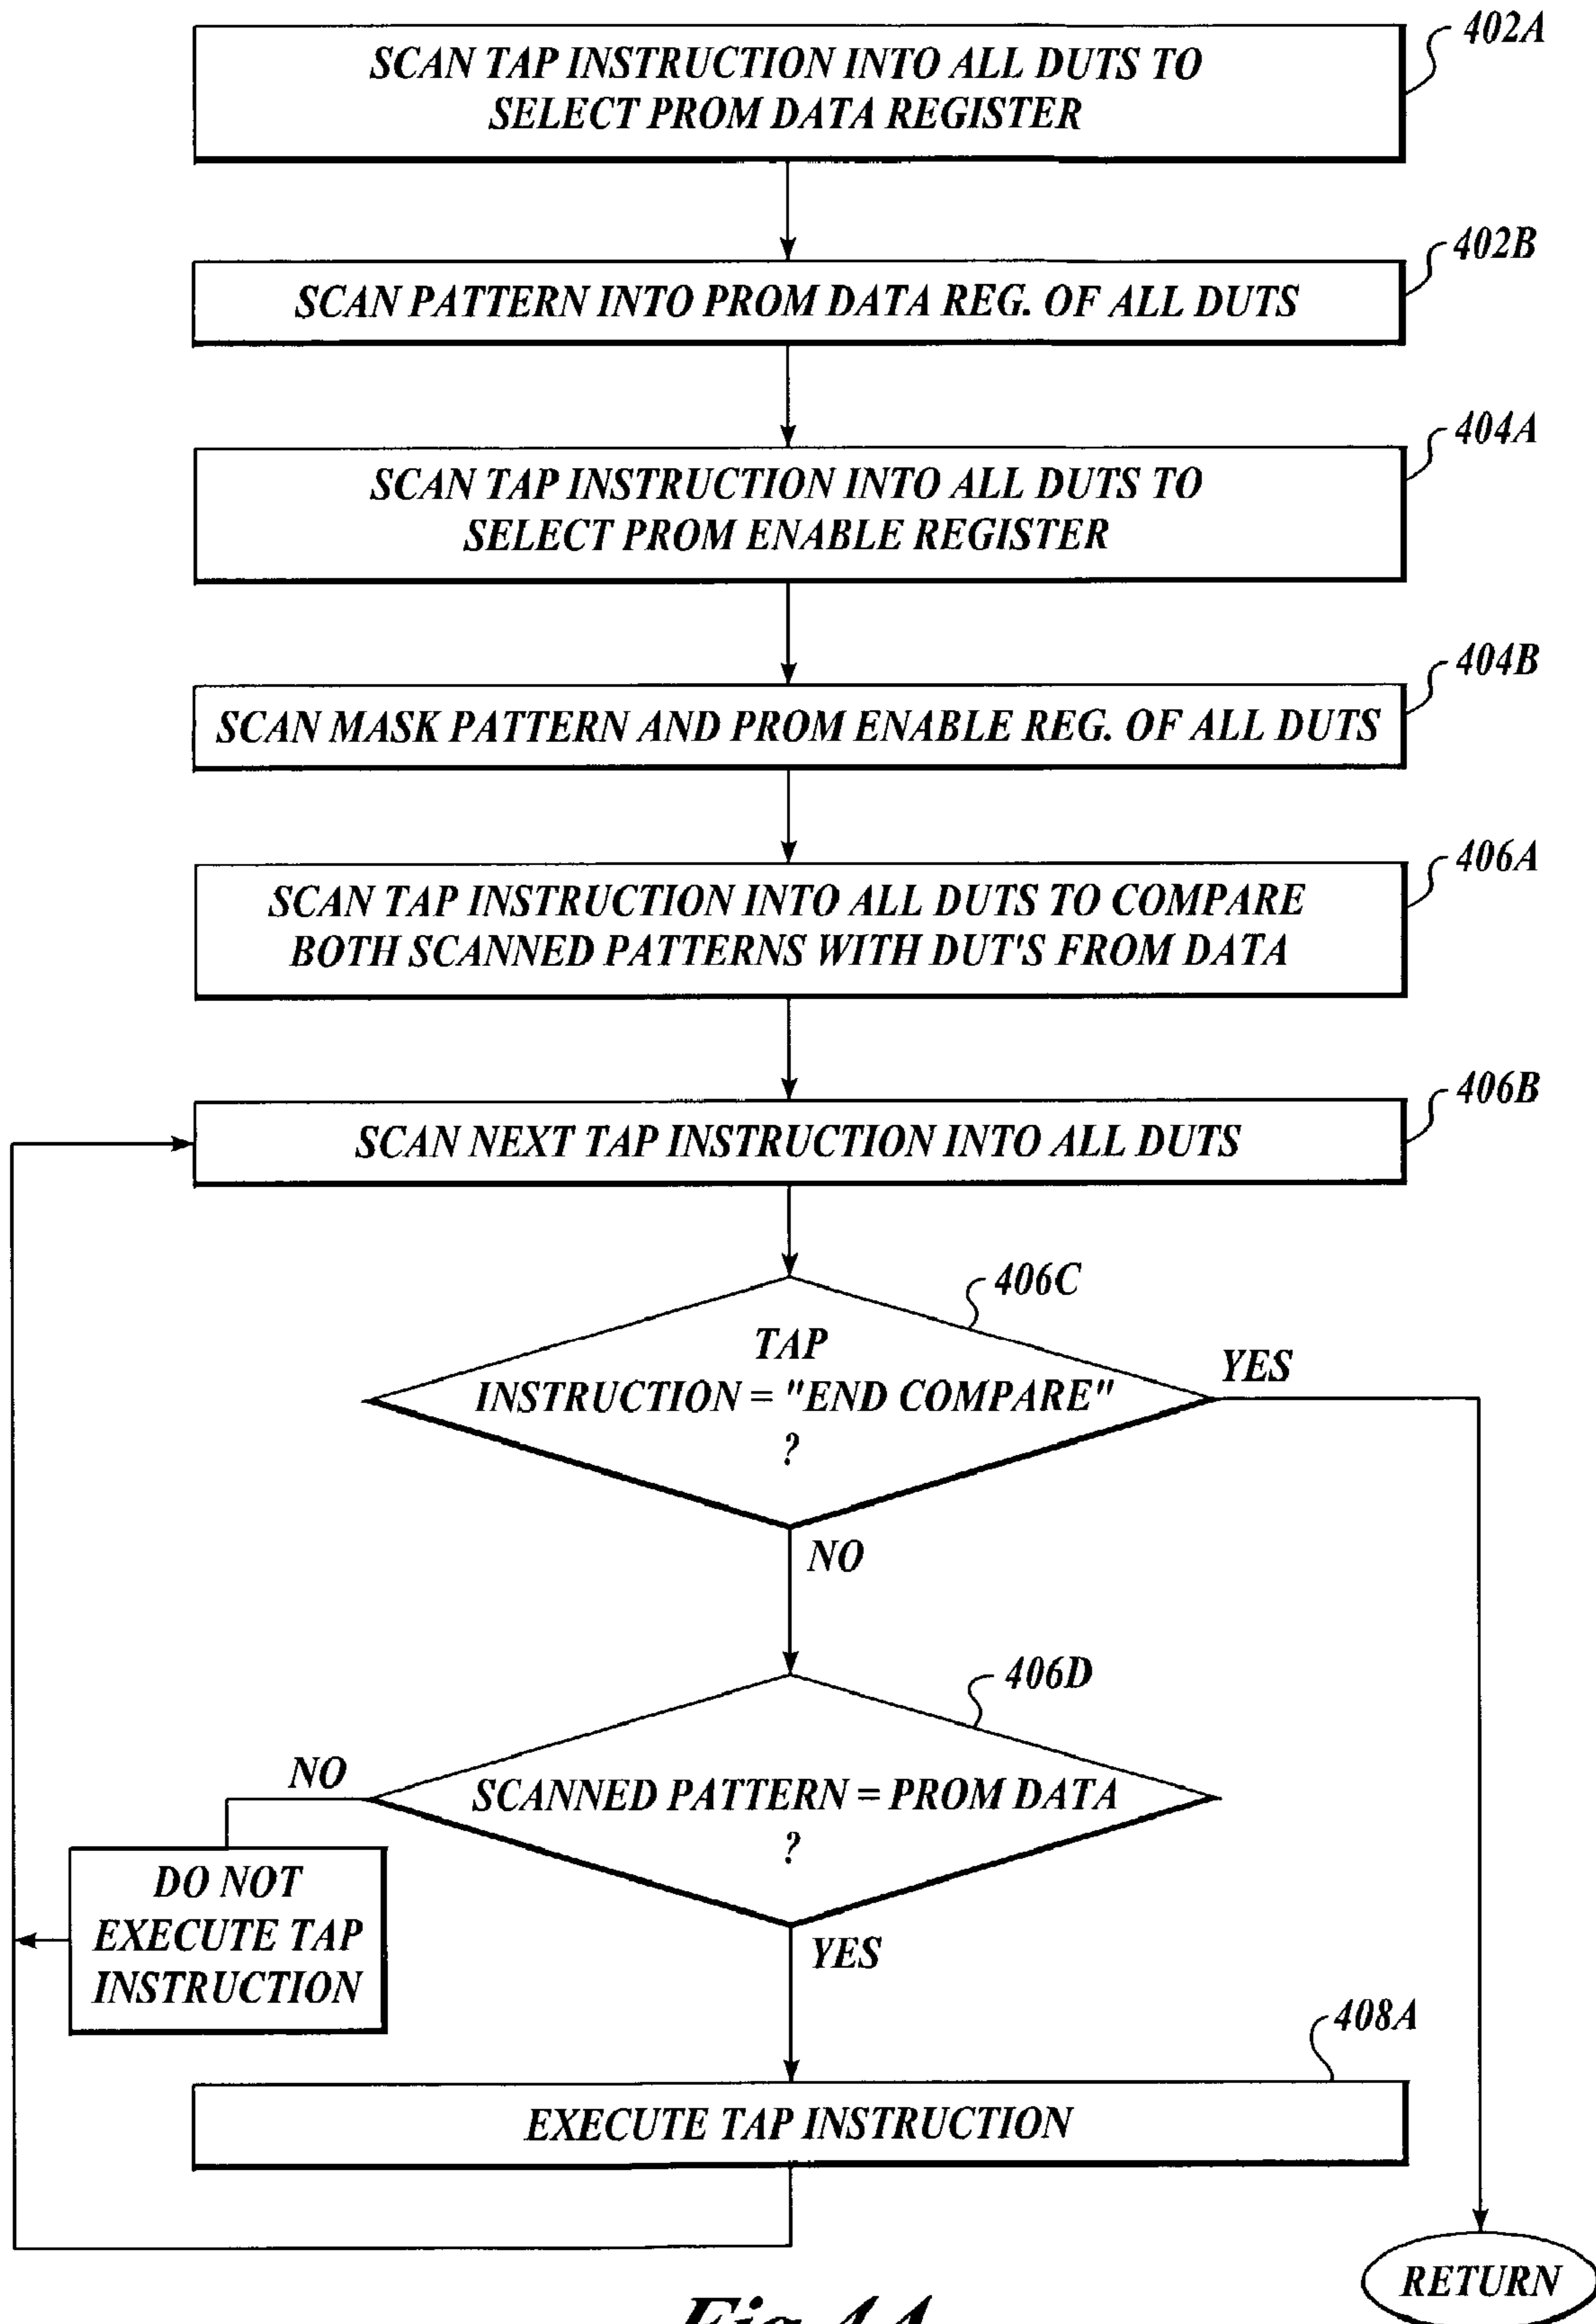 402A
SCAN TAP INSTRUCTION INTO ALL DUTS TO
SELECT PROM DATA REGISTER
402B
SCAN PATTERN INTO PROM DATA REG. OF ALL DUTS
404A
SCAN TAP INSTRUCTION INTO ALL DUTS TO
SELECT PROM ENABLE REGISTER
404B
SCAN MASK PATTERN AND PROM ENABLE REG. OF ALL DUTS
406A
SCAN TAP INSTRUCTION INTO ALL DUTS TO COMPARE
BOTH SCANNED PATTERNS WITH DUT'S FROM DATA
406B
SCAN NEXT TAP INSTRUCTION INTO ALL DUTS
406C
TAP
INSTRUCTION = "END COMPARE"
?
YES
NO
406D
SCANNED PATTERN = PROM DATA
?
NO
DO NOT
EXECUTE TAP
INSTRUCTION
YES
408A
EXECUTE TAP INSTRUCTION
RETURN